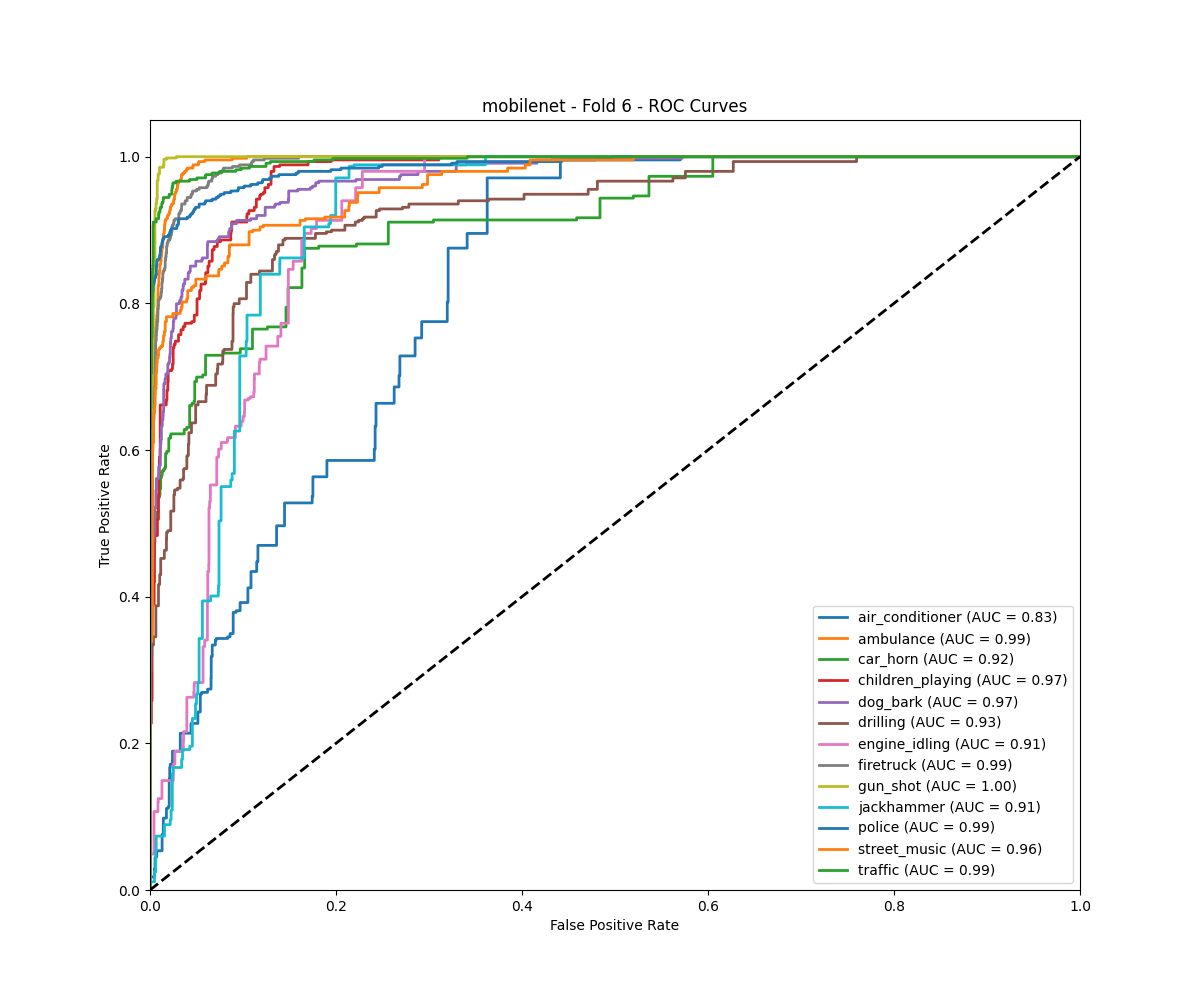 mobilenet - Fold 6 - ROC Curves
1.0
0.8
0.6
0.4
0.2
0.0
True Positive Rate
0.0 0.2 0.4 0.6 0.8 1.0
False Positive Rate
air_conditioner (AUC = 0.83)
ambulance (AUC = 0.99)
car_horn (AUC = 0.92)
children_playing (AUC = 0.97)
dog_bark (AUC = 0.97)
drilling (AUC = 0.93)
engine_idling (AUC = 0.91)
firetruck (AUC = 0.99)
gun_shot (AUC = 1.00)
jackhammer (AUC = 0.91)
police (AUC = 0.99)
street_music (AUC = 0.96)
traffic (AUC = 0.99)